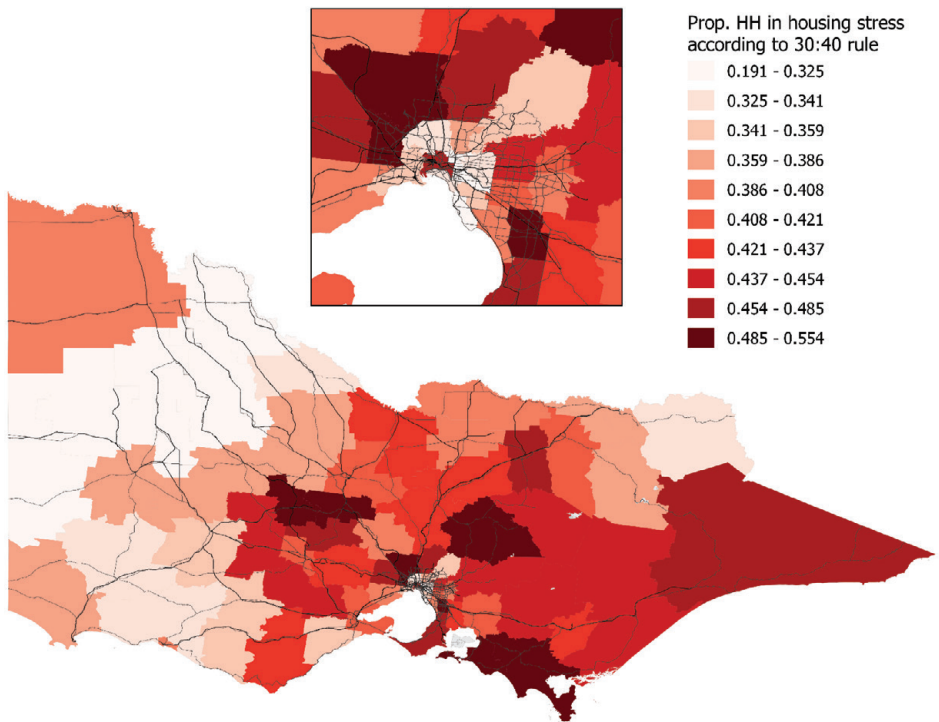 Prop. HH in housing stress
according to 30:40 rule
0.191 - 0.325
0.325 - 0.341
0.341 - 0.359
0.359 - 0.386
0.386 - 0.408
0.408 - 0.421
0.421 - 0.437
0.437 - 0.454
0.454 - 0.485
0.485 - 0.554